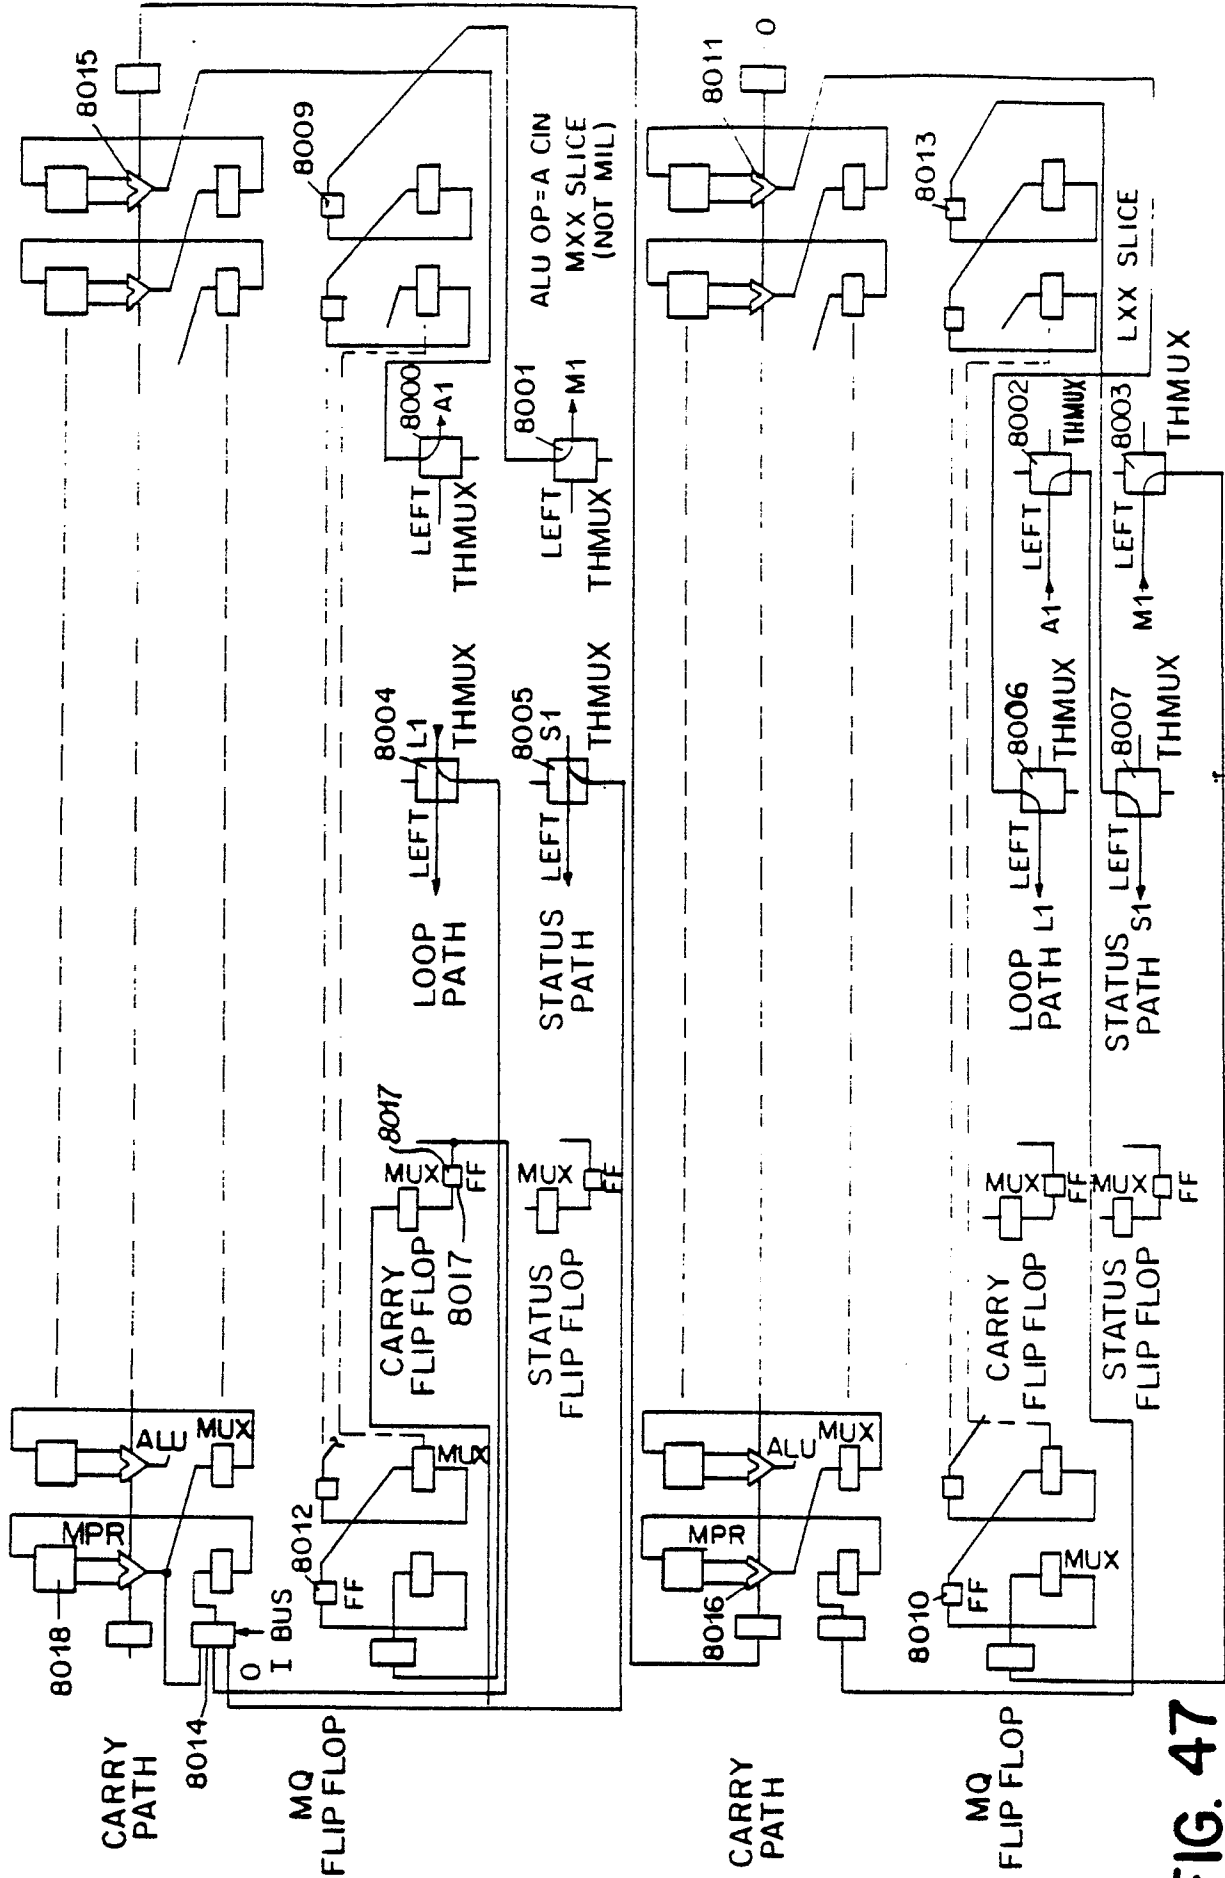 CARRY
PATH
8018
MPR
ALU
MUX
8014
O
I BUS
8015
MQ
FLIP FLOP
8012
FF
MUX
8009
CARRY
FLIP FLOP
MUX
8017
FF
8017
LOOP
PATH
LEFT
8004
L1
THMUX
LEFT
8000
A1
THMUX
STATUS
FLIP FLOP
MUX
FF
STATUS
PATH
LEFT
8005
S1
THMUX
LEFT
8001
M1
THMUX
ALU OP=A CIN
MXX SLICE
(NOT MIL)
CARRY
PATH
8016
MPR
ALU
MUX
8011
O
MQ
FLIP FLOP
8010
FF
MUX
8013
CARRY
FLIP FLOP
MUX
FF
LOOP
PATH L1
LEFT
8006
THMUX
A1
LEFT
8002
THMUX
STATUS
FLIP FLOP
MUX
FF
STATUS
PATH S1
LEFT
8007
THMUX
M1
LEFT
8003
THMUX
LXX SLICE
FIG. 47